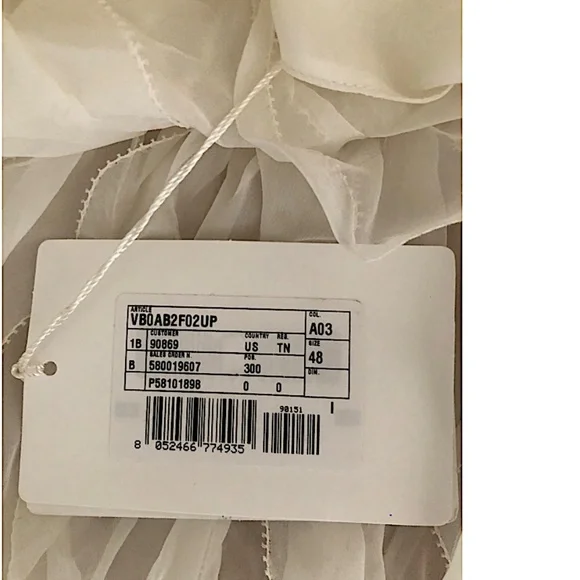 ARTICLE COL.
VB0AB2F02UP A03
CUSTOMER COUNTRY REG. SIZE
1B 90869 US TN 48
SALES ORDER N. POS. DIM.
B 580019607 300
P58101898 0 0
90151
8 052466 774935